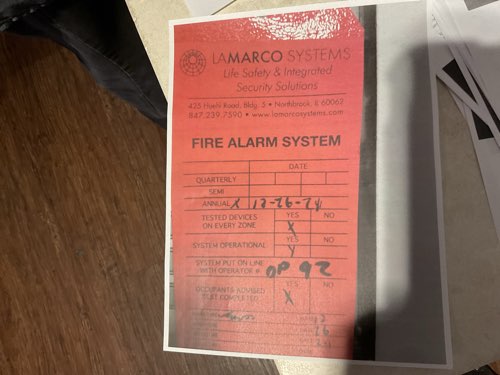 LAMARCO SYSTEMS
Life Safety & Integrated
Security Solutions
425 Huehl Road, Bldg. 5 • Northbrook, IL 60062
847.239.7590 • www.lamarcosystems.com
FIRE ALARM SYSTEM
DATE
QUARTERLY
SEMI
ANNUAL X 12-26-24
TESTED DEVICES ON EVERY ZONE YES NO
X
SYSTEM OPERATIONAL YES NO
X
SYSTEM PUT ON LINE
WITH OPERATOR # OP 92
OCCUPANTS ADVISED
TEST COMPLETED YES NO
X